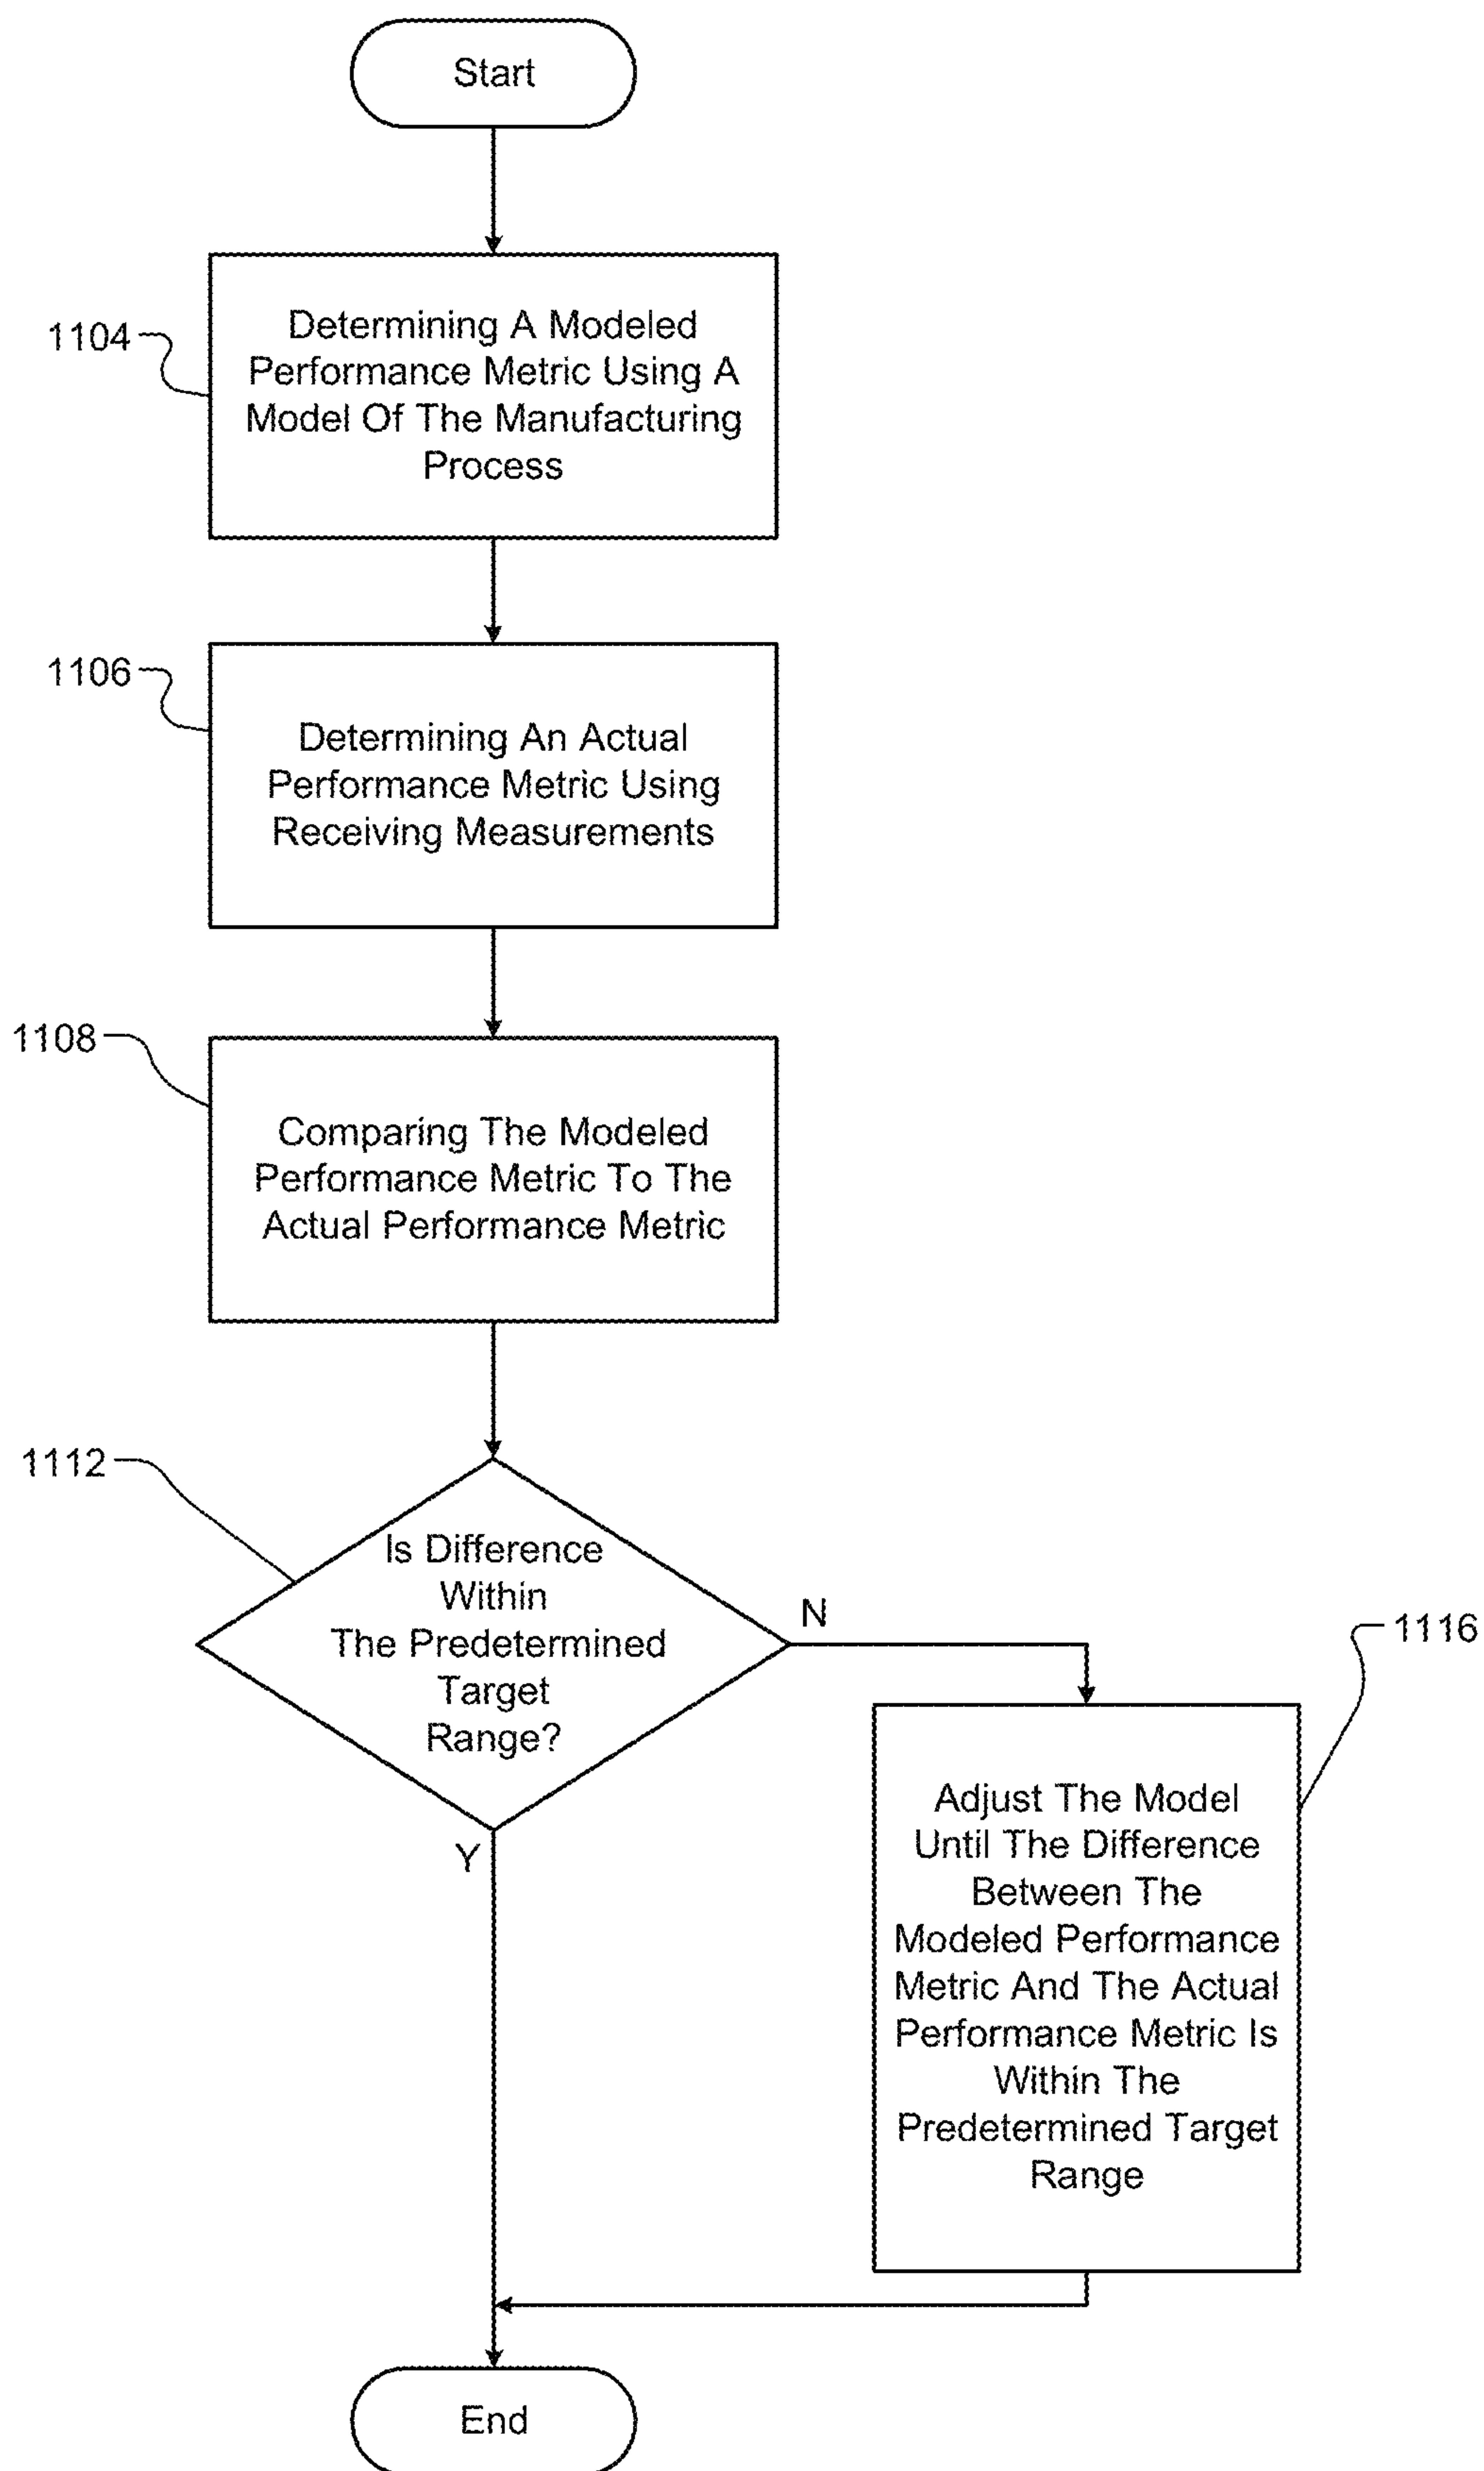 Start
1104
Determining A Modeled
Performance Metric Using A
Model Of The Manufacturing
Process
1106
Determining An Actual
Performance Metric Using
Receiving Measurements
1108
Comparing The Modeled
Performance Metric To The
Actual Performance Metric
1112
Is Difference
Within
The Predetermined
Target
Range?
N
Y
1116
Adjust The Model
Until The Difference
Between The
Modeled Performance
Metric And The Actual
Performance Metric Is
Within The
Predetermined Target
Range
End